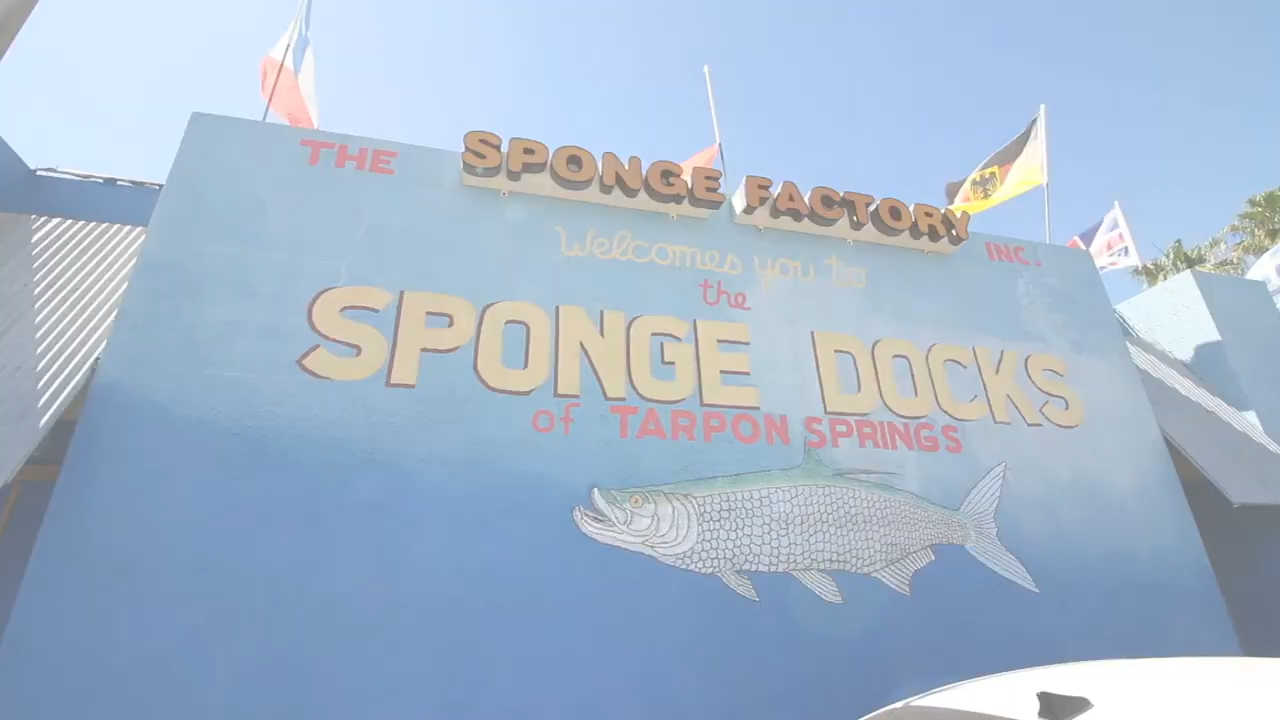 THE SPONGE FACTORY INC.
Welcomes you to
the
SPONGE DOCKS
of TARPON SPRINGS